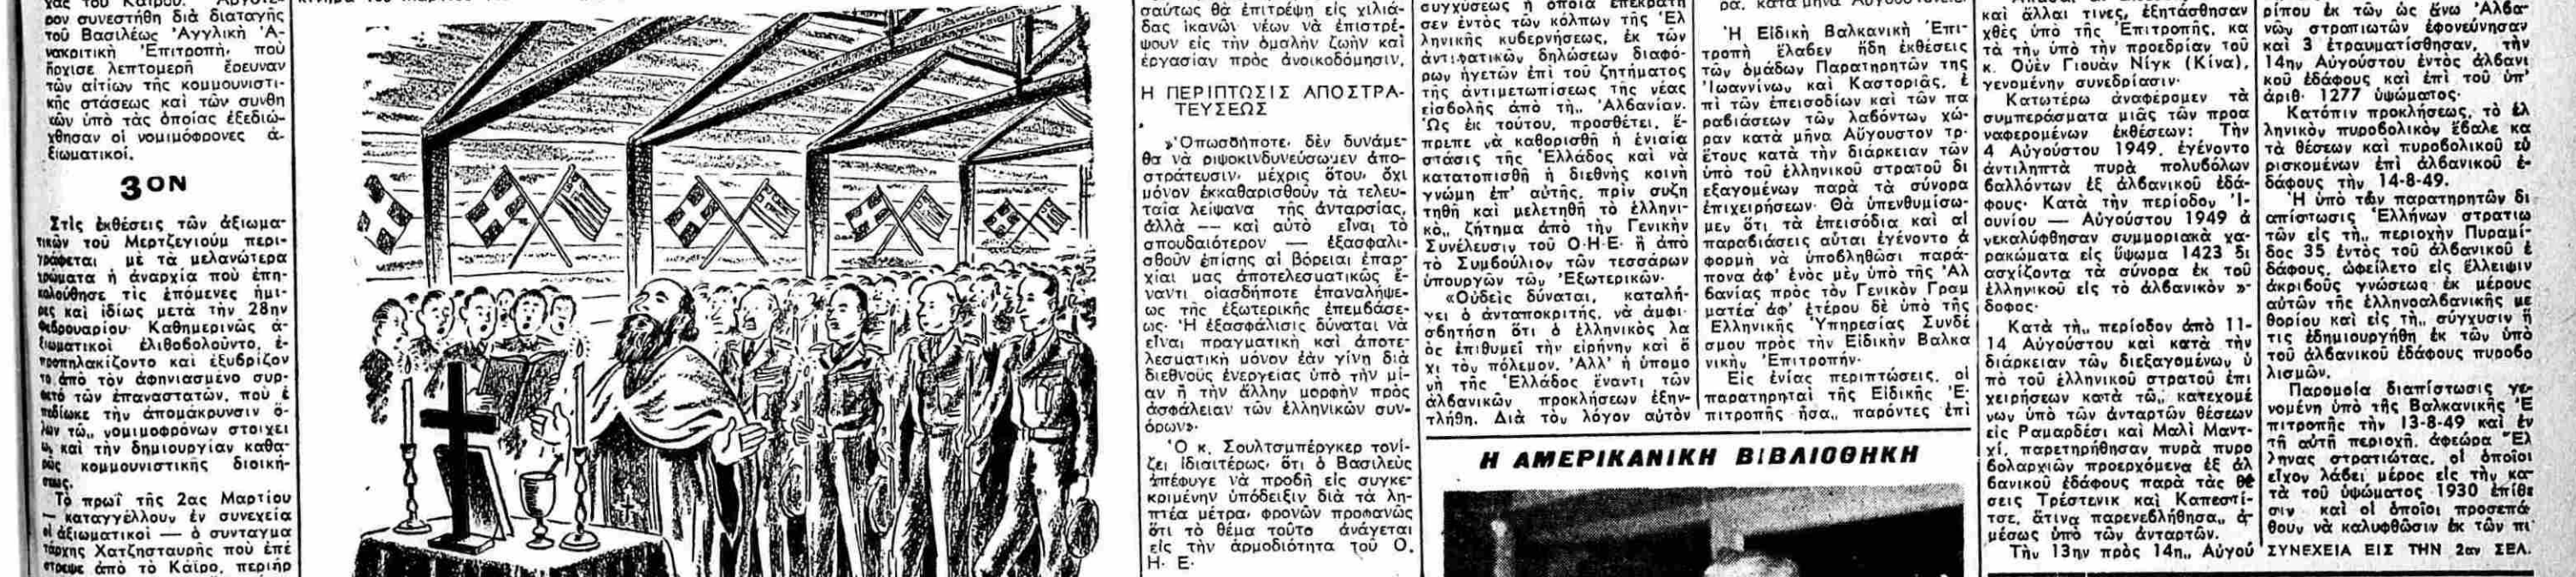 χας τοῦ Καΐρου.
ρον συνεστήθη διὰ διαταγῆς
τοῦ Βασιλέως Ἀγγλικὴ Ἀ-
νακριτικὴ Ἐπιτροπή, ποὺ
ἤρχισε λεπτομερῆ ἔρευναν
τῶν αἰτίων τῆς κομμουνιστι-
κῆς στάσεως καὶ τῶν συνθη
κῶν ὑπὸ τὰς ὁποίας ἐξεδιώ-
χθησαν οἱ νομιμόφρονες ἀ-
ξιωματικοί.
3ΟΝ
Στὶς ἐκθέσεις τῶν ἀξιωμα-
τικῶν τοῦ Μερτζεγιοὺμ περι-
γράφεται μὲ τὰ μελανώτερα
χρώματα ἡ ἀναρχία ποὺ ἐπη-
κολούθησε τὶς ἑπόμενες ἡμέ-
ρες καὶ ἰδίως μετὰ τὴν 28ην
Φεβρουαρίου· Καθημερινῶς ἀ-
ξιωματικοὶ ἐλιθοβολοῦντο, ἐ-
προπηλακίζοντο καὶ ἐξυβρίζον
το ἀπὸ τὸν ἀφηνιασμένο συρ-
φετὸ τῶν ἐπαναστατῶν, ποὺ ἐ
πεδίωκε τὴν ἀπομάκρυνσιν ὅ-
λων τῶν νομιμοφρόνων στοιχεί
ων καὶ τὴν δημιουργίαν καθα-
ρῶς κομμουνιστικῆς διοική-
σεως.
Τὸ πρωῒ τῆς 2ας Μαρτίου
— καταγγέλλουν ἐν συνεχείᾳ
οἱ ἀξιωματικοὶ — ὁ συνταγμα
τάρχης Χατζησταυρῆς ποὺ ἐπέ
στρεψε ἀπὸ τὸ Κάϊρο, περιήρ
σαύτως θὰ ἐπιτρέψη εἰς χιλιά-
δας ἱκανῶν νέων νὰ ἐπιστρέ-
ψουν εἰς τὴν ὁμαλὴν ζωὴν καὶ
ἐργασίαν πρὸς ἀνοικοδόμησιν.
Η ΠΕΡΙΠΤΩΣΙΣ ΑΠΟΣΤΡΑ-
ΤΕΥΣΕΩΣ
»Ὁπωσδήποτε, δὲν δυνάμε-
θα νὰ ριψοκινδυνεύσωμεν ἀπο-
στράτευσιν, μέχρις ὅτου, ὄχι
μόνον ἐκκαθαρισθοῦν τὰ τελευ-
ταῖα λείψανα τῆς ἀνταρσίας,
ἀλλὰ — καὶ αὐτὸ εἶναι τὸ
σπουδαιότερον — ἐξασφαλι-
σθοῦν ἐπίσης αἱ βόρειαι ἐπαρ-
χίαι μας ἀποτελεσματικῶς ἔ-
ναντι οἱασδήποτε ἐπαναλήψε-
ως τῆς ἐξωτερικῆς ἐπεμβάσε-
ως· Ἡ ἐξασφάλισις δύναται νὰ
εἶναι πραγματικὴ καὶ ἀποτε-
λεσματικὴ μόνον ἐὰν γίνη διὰ
διεθνοῦς ἐνεργείας ὑπὸ τὴν μί-
αν ἢ τὴν ἄλλην μορφὴν πρὸς
ἀσφάλειαν τῶν ἑλληνικῶν συν-
όρων»·
Ὁ κ. Σουλτσμπέργκερ τονί-
ζει ἰδιαιτέρως, ὅτι ὁ Βασιλεὺς
ἀπέφυγε νὰ προδῆ εἰς συγκε-
κριμένην ὑπόδειξιν διὰ τὰ λη-
πτέα μέτρα, φρονῶν προφανῶς
ὅτι τὸ θέμα τοῦτο ἀνάγεται
εἰς τὴν ἁρμοδιότητα τοῦ Ο.
Η· Ε·
συγχύσεως ἡ ὁποία ἐπεκράτη
σεν ἐντὸς τῶν κόλπων τῆς Ἑλ
ληνικῆς κυβερνήσεως, ἐκ τῶν
ἀντιφατικῶν δηλώσεων διαφό-
ρων ἡγετῶν ἐπὶ τοῦ ζητήματος
τῆς ἀντιμετωπίσεως τῆς νέας
εἰσβολῆς ἀπὸ τὴν Ἀλβανίαν.
Ὡς ἐκ τούτου, προσθέτει, ἔ-
πρεπε νὰ καθορισθῆ ἡ ἑνιαία
στάσις τῆς Ἑλλάδος καὶ νὰ
κατατοπισθῆ ἡ διεθνὴς κοινὴ
γνώμη ἐπ' αὐτῆς, πρὶν συζη
τηθῆ καὶ μελετηθῆ τὸ ἑλληνι-
κὸν ζήτημα ἀπὸ τὴν Γενικὴν
Συνέλευσιν τοῦ Ο·Η·Ε· ἢ ἀπὸ
τὸ Συμβούλιον τῶν τεσσάρων
ὑπουργῶν τῶν Ἐξωτερικῶν·
«Οὐδεὶς δύναται, καταλή-
γει ὁ ἀνταποκριτής, νὰ ἀμφι-
σβητήση ὅτι ὁ ἑλληνικὸς λα
ὸς ἐπιθυμεῖ τὴν εἰρήνην καὶ ὄ
χι τὸν πόλεμον. Ἀλλ' ἡ ὑπομο
νὴ τῆς Ἑλλάδος ἔναντι τῶν
ἀλβανικῶν προκλήσεων ἐξην-
τλήθη. Διὰ τὸν λόγον αὐτὸν
ρα, κατὰ μῆνα
Ἡ Εἰδικὴ Βαλκανικὴ Ἐπι-
τροπὴ ἔλαβεν ἤδη ἐκθέσεις
τῶν ὁμάδων Παρατηρητῶν της
Ἰωαννίνων καὶ Καστοριᾶς, ἐ
πὶ τῶν ἐπεισοδίων καὶ τῶν πα
ραβιάσεων τῶν λαβόντων χώ-
ραν κατὰ μῆνα Αὔγουστον τρ-
ἔτους κατὰ τὴν διάρκειαν τῶν
ὑπὸ τοῦ ἑλληνικοῦ στρατοῦ δι
εξαγομένων παρὰ τὰ σύνορα
ἐπιχειρήσεων· Θὰ ὑπενθυμίσω-
μεν ὅτι τὰ ἐπεισόδια καὶ αἱ
παραβιάσεις αὗται ἐγένοντο ἀ
φορμὴ νὰ ὑποβληθῶσι παρά-
πονα ἀφ' ἑνὸς μὲν ὑπὸ τῆς Ἀλ
βανίας πρὸς τὸν Γενικὸν Γραμ
ματέα ἀφ' ἑτέρου δὲ ὑπὸ τῆς
Ἑλληνικῆς Ὑπηρεσίας Συνδέ
σμου πρὸς τὴν Εἰδικὴν Βαλκα
νικὴν Ἐπιτροπήν·
Εἰς ἐνίας περιπτώσεις, οἱ
παρατηρηταὶ τῆς Εἰδικῆς Ἐ-
πιτροπῆς ἦσαν παρόντες ἐπὶ
Η ΑΜΕΡΙΚΑΝΙΚΗ ΒΙΒΛΙΟΘΗΚΗ
καὶ ἄλλαι τινες, ἐξητάσθησαν
χθὲς ὑπὸ τῆς Ἐπιτροπῆς, κα
τὰ τὴν ὑπὸ τὴν προεδρίαν τοῦ
κ. Οὐὲν Γιουὰν Νίγκ (Κίνα),
γενομένην συνεδρίασιν·
Κατωτέρω ἀναφέρομεν τὰ
συμπεράσματα μιᾶς τῶν προα
ναφερομένων ἐκθέσεων: Τὴν
4 Αὐγούστου 1949, ἐγένοντο
ἀντιληπτὰ πυρὰ πολυβόλων
βαλλόντων ἐξ ἀλβανικοῦ ἐδά-
φους· Κατὰ τὴν περίοδον Ἰ-
ουνίου — Αὐγούστου 1949 ἀ
νεκαλύφθησαν συμμοριακὰ χα-
ρακώματα εἰς ὕψωμα 1423 δι
ασχίζοντα τὰ σύνορα ἐκ τοῦ
ἑλληνικοῦ εἰς τὸ ἀλβανικὸν ἔ-
δαφος·
Κατὰ τὴν περίοδον ἀπὸ 11-
14 Αὐγούστου καὶ κατὰ τὴν
διάρκειαν τῶν διεξαγομένων ὑ
πὸ τοῦ ἑλληνικοῦ στρατοῦ ἐπι
χειρήσεων κατὰ τῶν κατεχομέ
νων ὑπὸ τῶν ἀνταρτῶν θέσεων
εἰς Ραμαρδέσι καὶ Μαλὶ Μαντ-
χί, παρετηρήθησαν πυρὰ πυρο
βολαρχιῶν προερχόμενα ἐξ ἀλ
βανικοῦ ἐδάφους παρὰ τὰς θέ
σεις Τρέστενικ καὶ Καπεστί-
τσε, ἅτινα παρενεβλήθησαν ἀ-
μέσως ὑπὸ τῶν ἀνταρτῶν.
Τὴν 13ην πρὸς 14ην Αὐγού
ρίπου ἐκ τῶν ὡς ἄνω Ἀλβα-
νῶν στρατιωτῶν ἐφονεύθησαν
καὶ 3 ἐτραυματίσθησαν, τὴν
14ην Αὐγούστου ἐντὸς ἀλβανι
κοῦ ἐδάφους καὶ ἐπὶ τοῦ ὑπ'
ἀριθ· 1277 ὑψώματος·
Κατόπιν προκλήσεως, τὸ ἑλ
ληνικὸν πυροβολικὸν ἔβαλε κα
τὰ θέσεων καὶ πυροβολικοῦ εὑ
ρισκομένων ἐπὶ ἀλβανικοῦ ἐ-
δάφους τὴν 14-8-49.
Ἡ ὑπὸ τῶν παρατηρητῶν δι
απίστωσις Ἑλλήνων στρατιω
τῶν εἰς τὴν περιοχὴν Πυραμί-
δος 35 ἐντὸς τοῦ ἀλβανικοῦ ἐ
δάφους, ὠφείλετο εἰς ἔλλειψιν
ἀκριβοῦς γνώσεως ἐκ μέρους
αὐτῶν τῆς ἑλληνοαλβανικῆς με
θορίου καὶ εἰς τὴν σύγχυσιν ἥ
τις ἐδημιουργήθη ἐκ τῶν ὑπὸ
τοῦ ἀλβανικοῦ ἐδάφους πυροβο
λισμῶν.
Παρομοία διαπίστωσις γε-
νομένη ὑπὸ τῆς Βαλκανικῆς Ἐ
πιτροπῆς τὴν 13-8-49 καὶ ἐν
τῆ αὐτῆ περιοχῆ, ἀφεώρα Ἕλ
ληνας στρατιώτας, οἱ ὁποῖοι
εἶχον λάβει μέρος εἰς τὴν κα-
τὰ τοῦ ὑψώματος 1930 ἐπίθε
σιν καὶ οἱ ὁποῖοι προσεπά
θουν νὰ καλυφθῶσιν ἐκ τῶν πυ
ΣΥΝΕΧΕΙΑ ΕΙΣ ΤΗΝ 2αν ΣΕΛ.